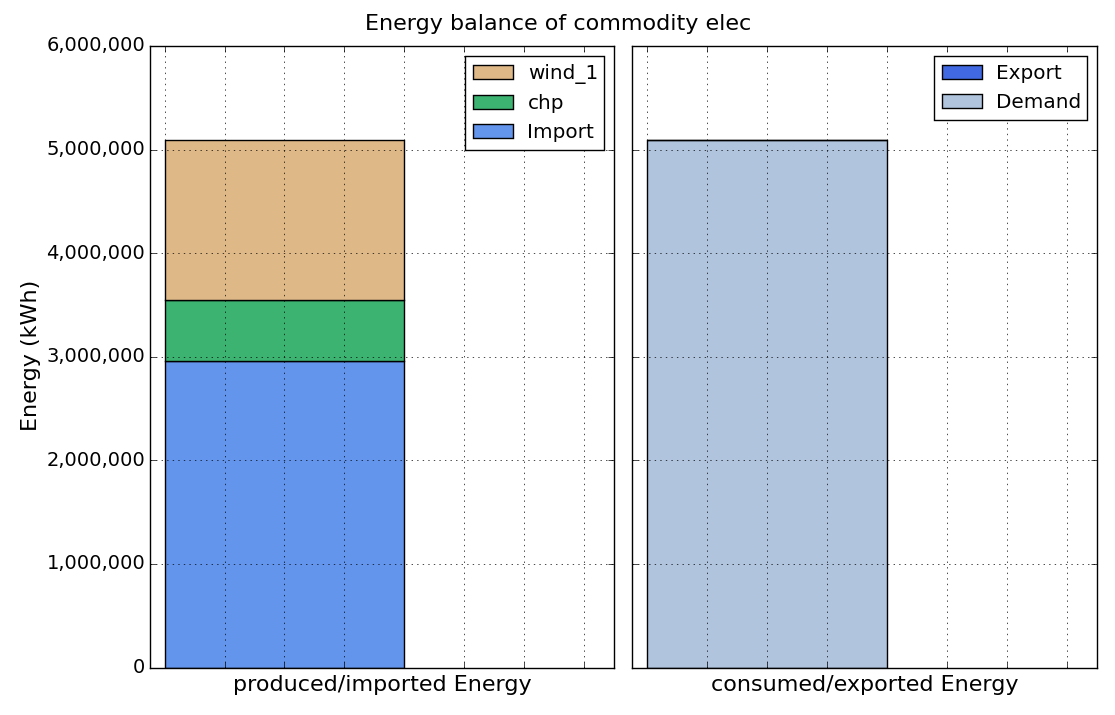 Energy balance of commodity elec
Energy (kWh)
6,000,000
5,000,000
4,000,000
3,000,000
2,000,000
1,000,000
0
wind_1
chp
Import
produced/imported Energy
Export
Demand
consumed/exported Energy